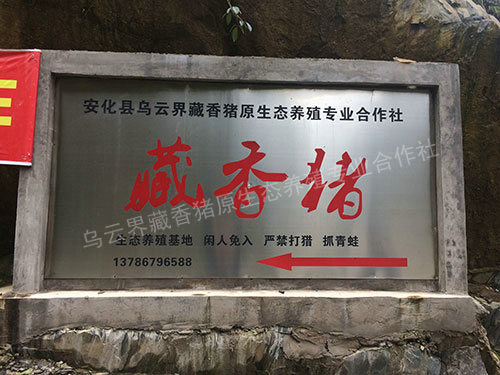 安化县乌云界藏香猪原生态养殖专业合作社
藏香猪
生态养殖基地 闲人免入 严禁打猎 抓青蛙
13786796588
乌云界藏香猪原生态养殖专业合作社